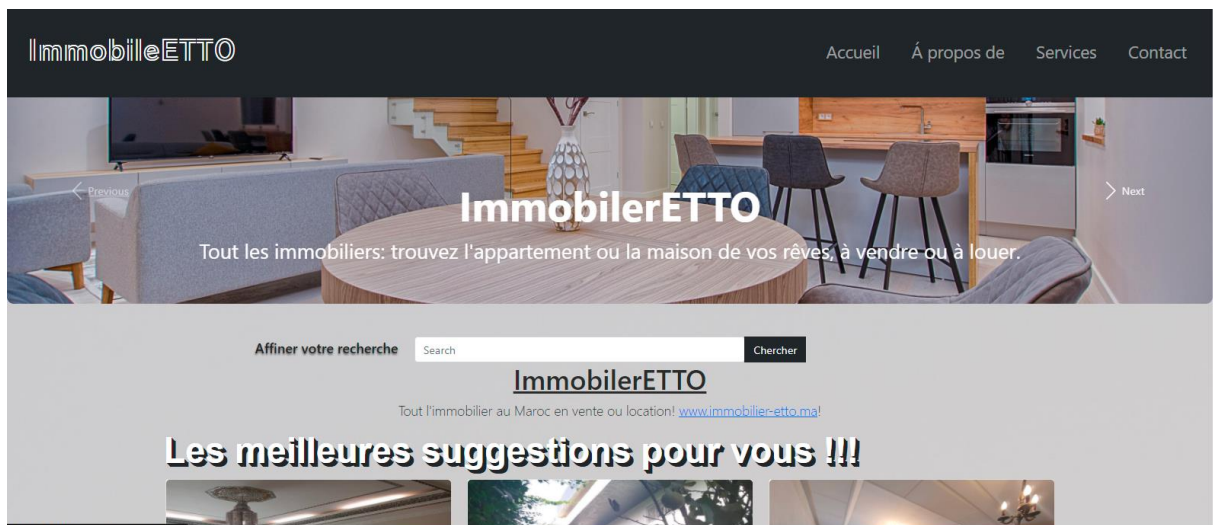 ImmobileETTO
Accueil Á propos de Services Contact
Previous
Next
ImmobilerETTO
Tout les immobiliers: trouvez l'appartement ou la maison de vos rêves, à vendre ou à louer.
Affiner votre recherche Search Chercher
ImmobilerETTO
Tout l'immobilier au Maroc en vente ou location! www.immobilier-etto.ma!
Les meilleures suggestions pour vous !!!